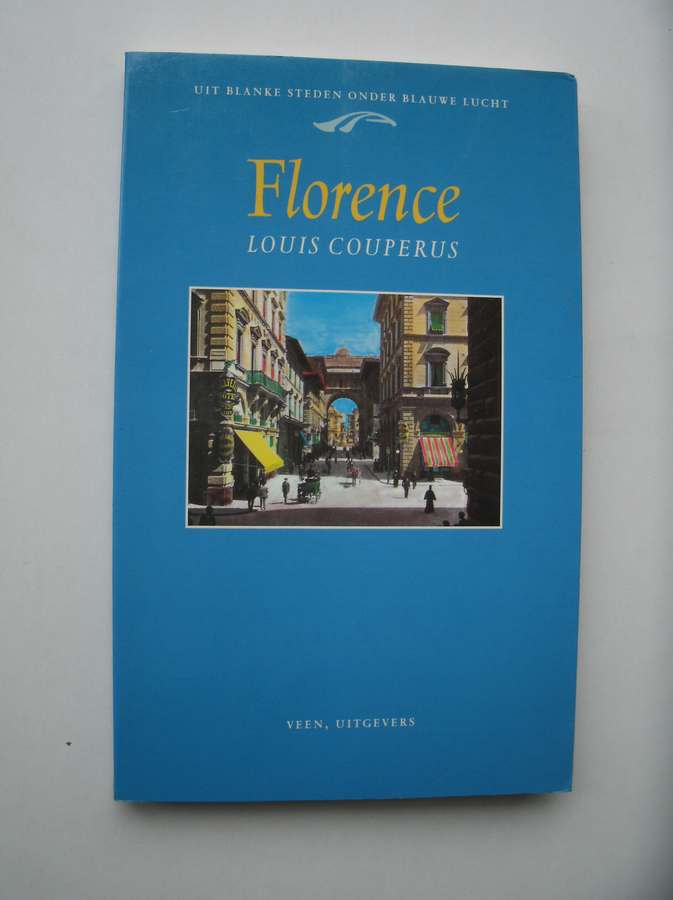 UIT BLANKE STEDEN ONDER BLAUWE LUCHT
Florence
LOUIS COUPERUS
VEEN, UITGEVERS